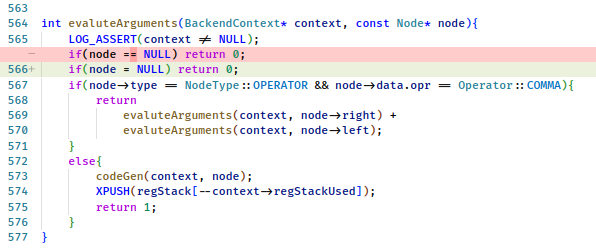 563
564 int evaluteArguments(BackendContext* context, const Node* node){
565 LOG_ASSERT(context ≠ NULL);
- if(node == NULL) return 0;
566+ if(node = NULL) return 0;
567 if(node→type == NodeType::OPERATOR && node→data.opr == Operator::COMMA){
568 return
569 evaluteArguments(context, node→right) +
570 evaluteArguments(context, node→left);
571 }
572 else{
573 codeGen(context, node);
574 XPUSH(regStack[--context→regStackUsed]);
575 return 1;
576 }
577 }